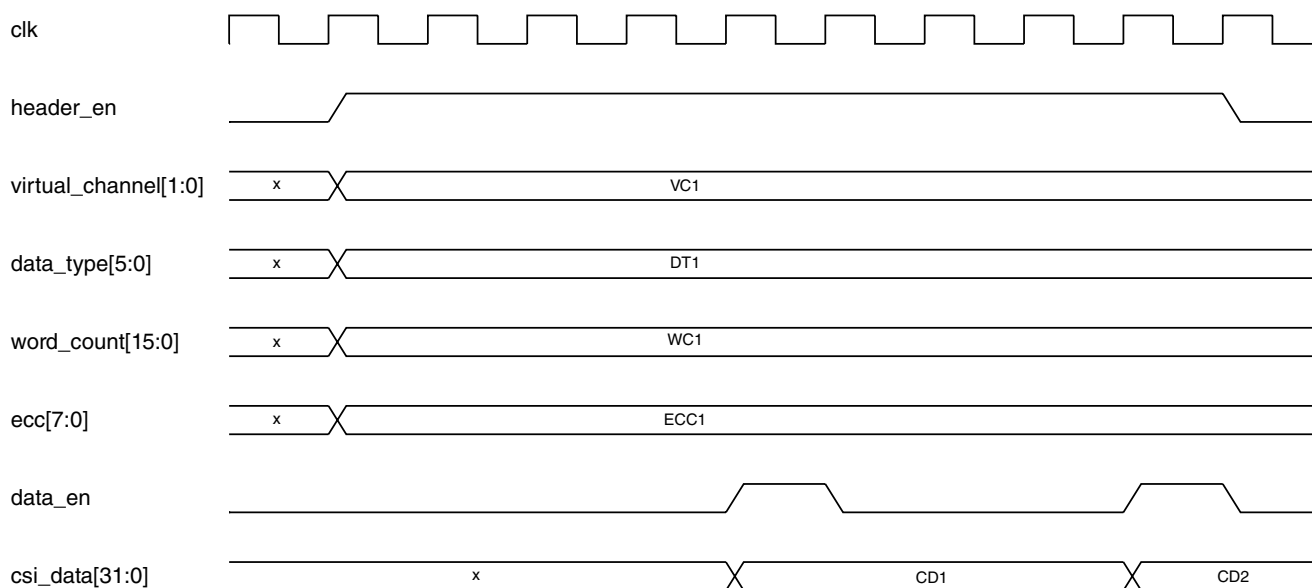 clk
header_en
virtual_channel[1:0] x VC1
data_type[5:0] x DT1
word_count[15:0] x WC1
ecc[7:0] x ECC1
data_en
csi_data[31:0] x CD1 CD2